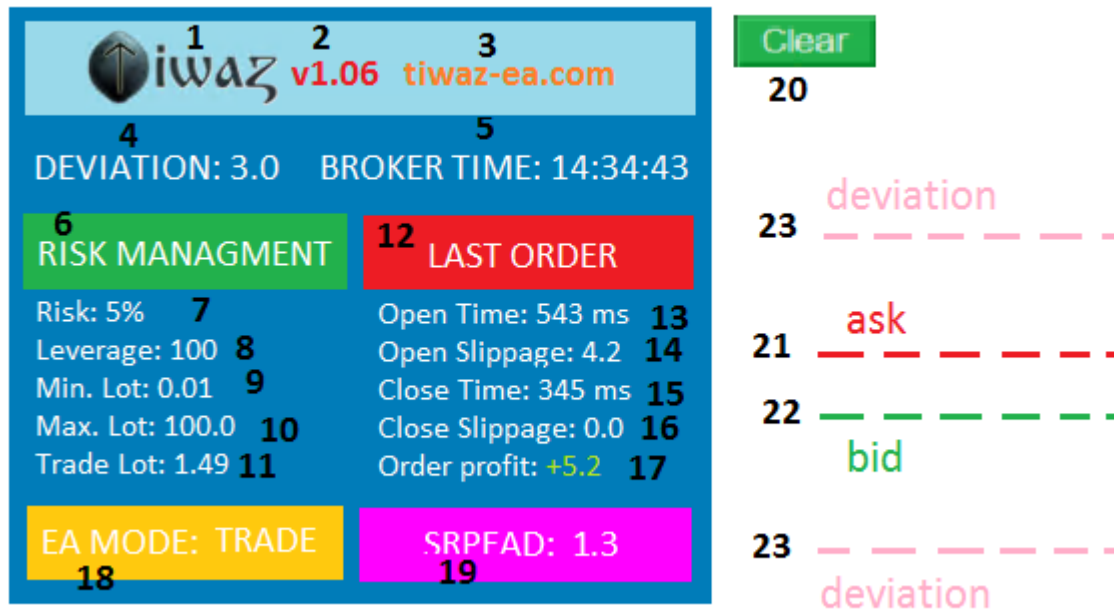 1 2 3
Tiwaz v1.06 tiwaz-ea.com
4 5
DEVIATION: 3.0 BROKER TIME: 14:34:43
6
RISK MANAGMENT
Risk: 5% 7
Leverage: 100 8
Min. Lot: 0.01 9
Max. Lot: 100.0 10
Trade Lot: 1.49 11
12 LAST ORDER
Open Time: 543 ms 13
Open Slippage: 4.2 14
Close Time: 345 ms 15
Close Slippage: 0.0 16
Order profit: +5.2 17
EA MODE: TRADE
18
SRPFAD: 1.3
19
Clear
20
deviation
23
ask
21
22
bid
23
deviation